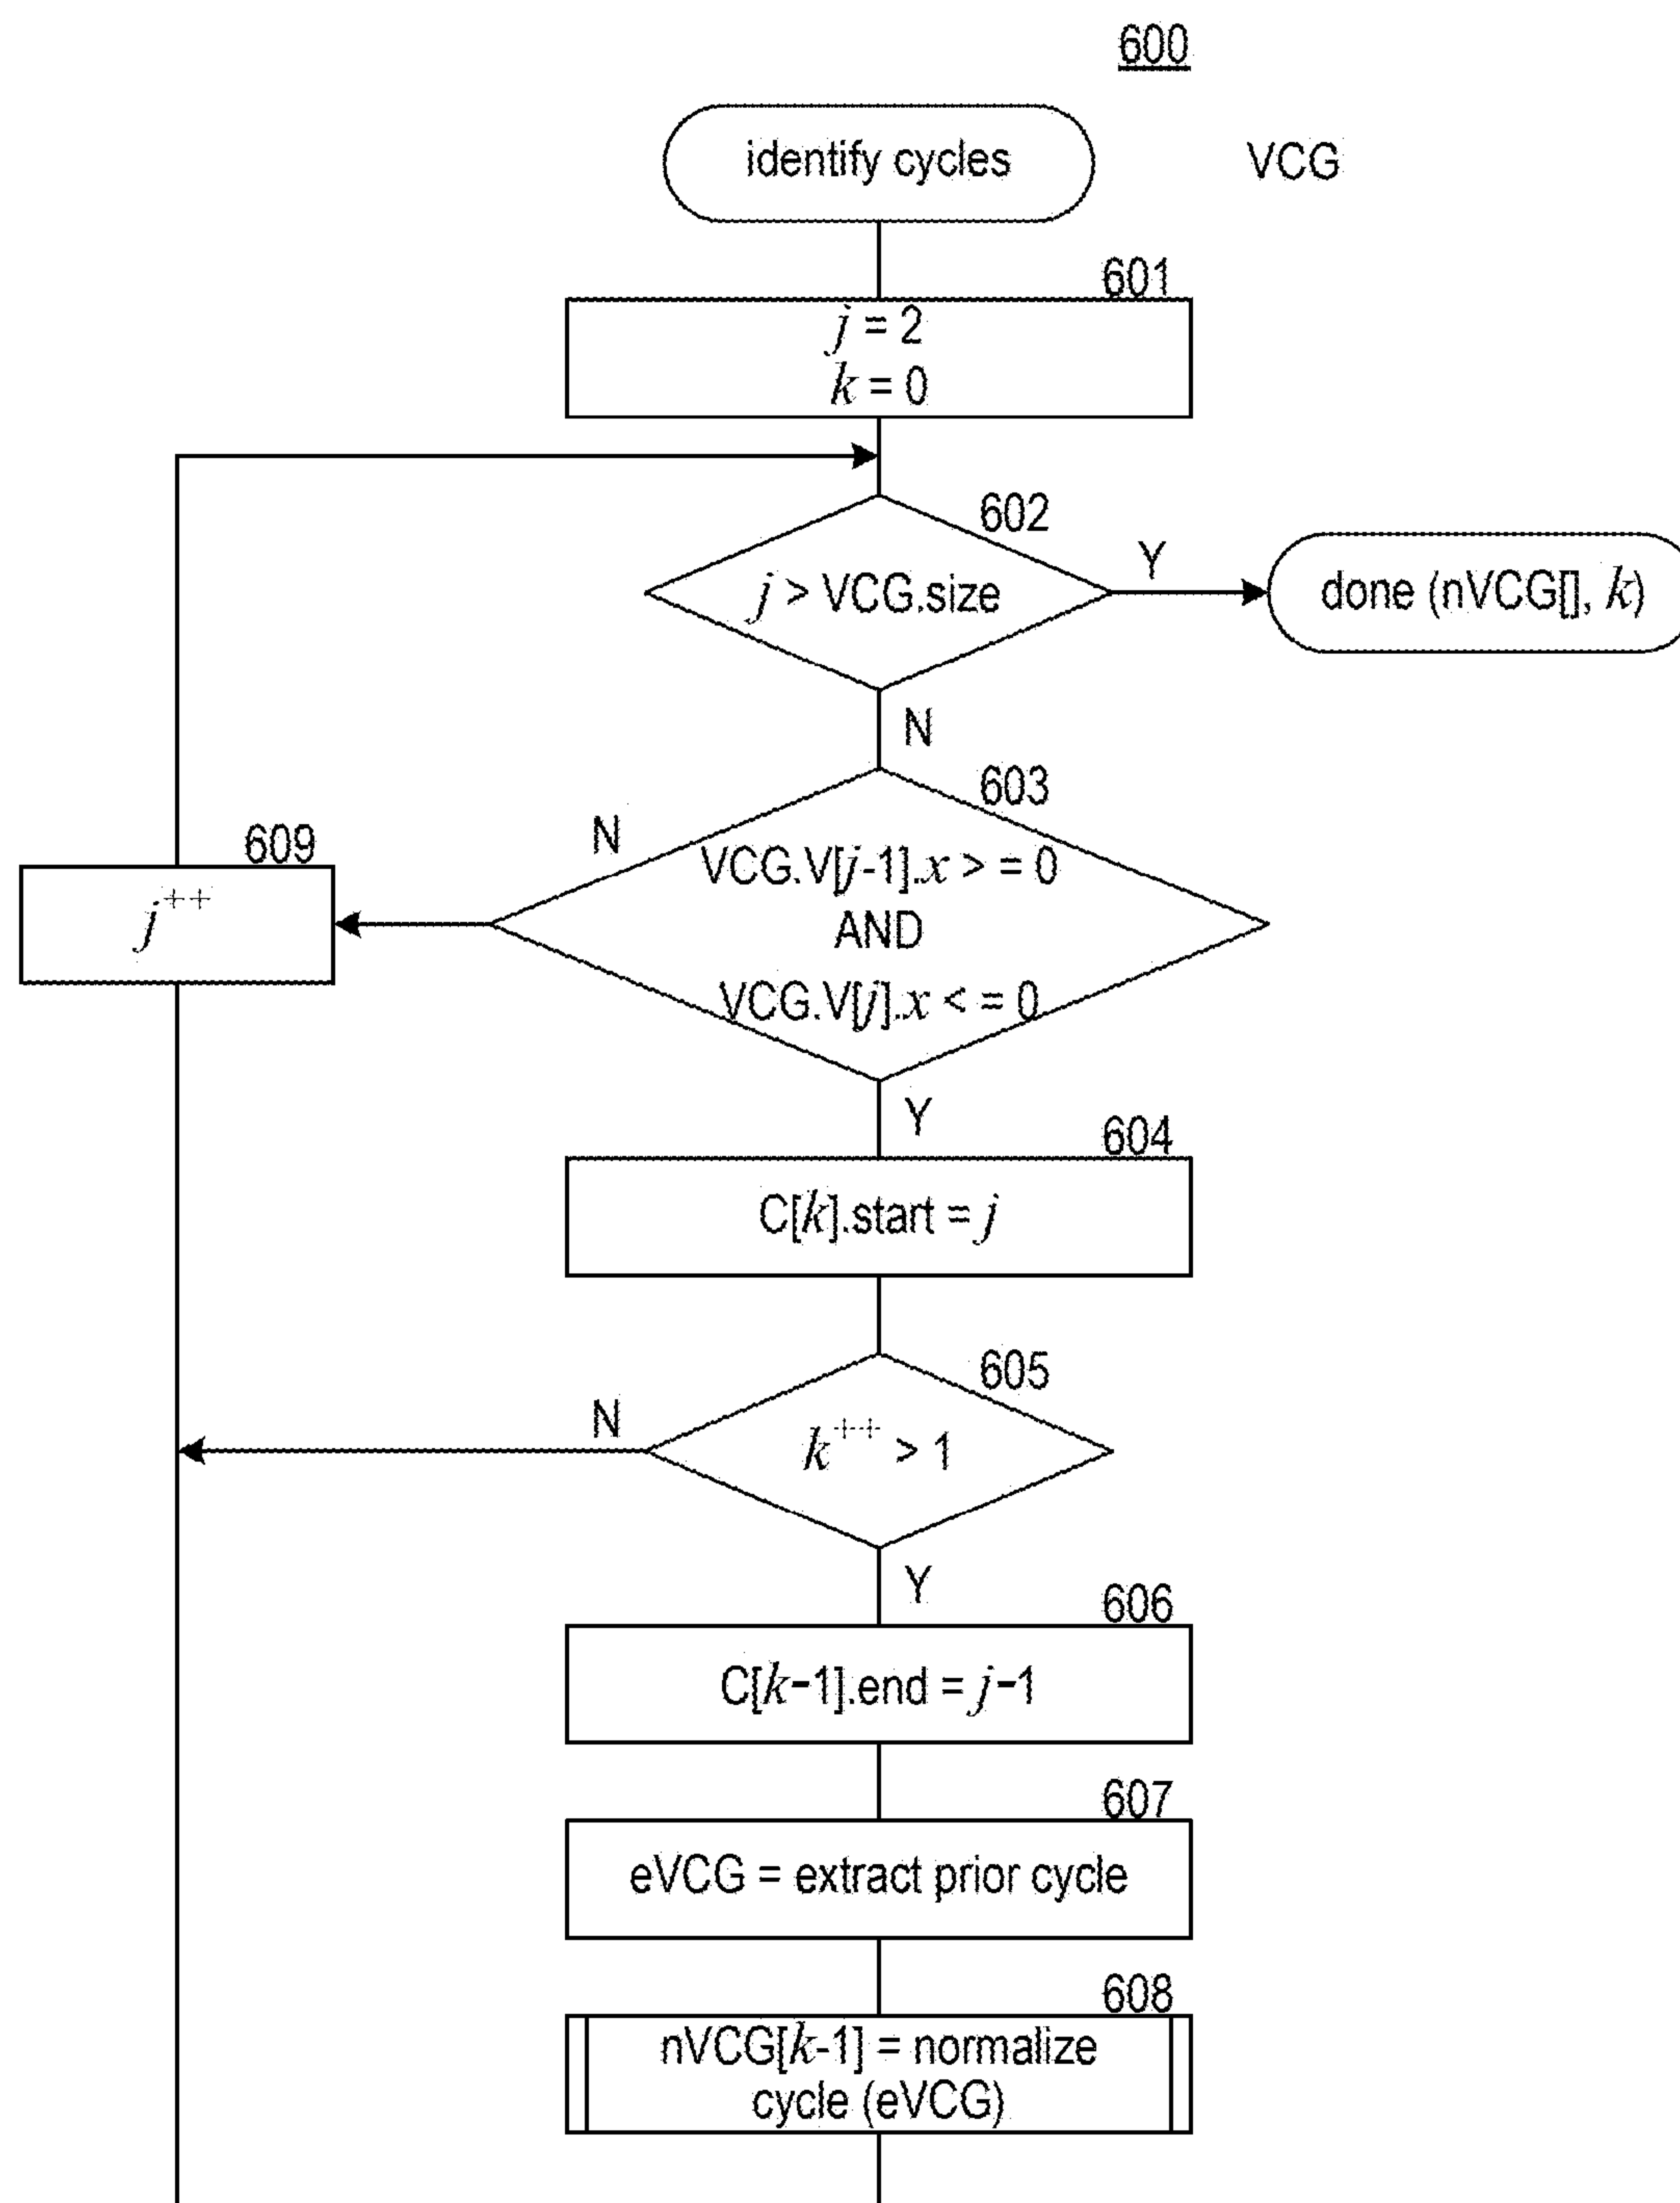 600
identify cycles
VCG
601
j = 2
k = 0
602
j > VCG.size
Y
done (nVCG[], k)
N
603
N
VCG.V[j-1].x > = 0
AND
VCG.V[j].x < = 0
609
j++
Y
604
C[k].start = j
605
N
k++ > 1
Y
606
C[k-1].end = j-1
607
eVCG = extract prior cycle
608
nVCG[k-1] = normalize
cycle (eVCG)